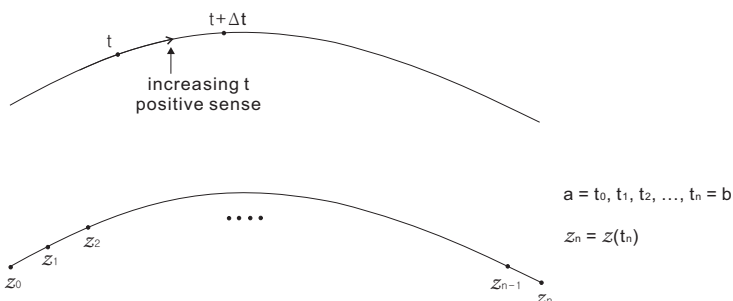 t
t + Δt
increasing t
positive sense
a = t₀, t₁, t₂, ..., tₙ = b
zₙ = z(tₙ)
z₀
z₁
z₂
....
zₙ₋₁
zₙ